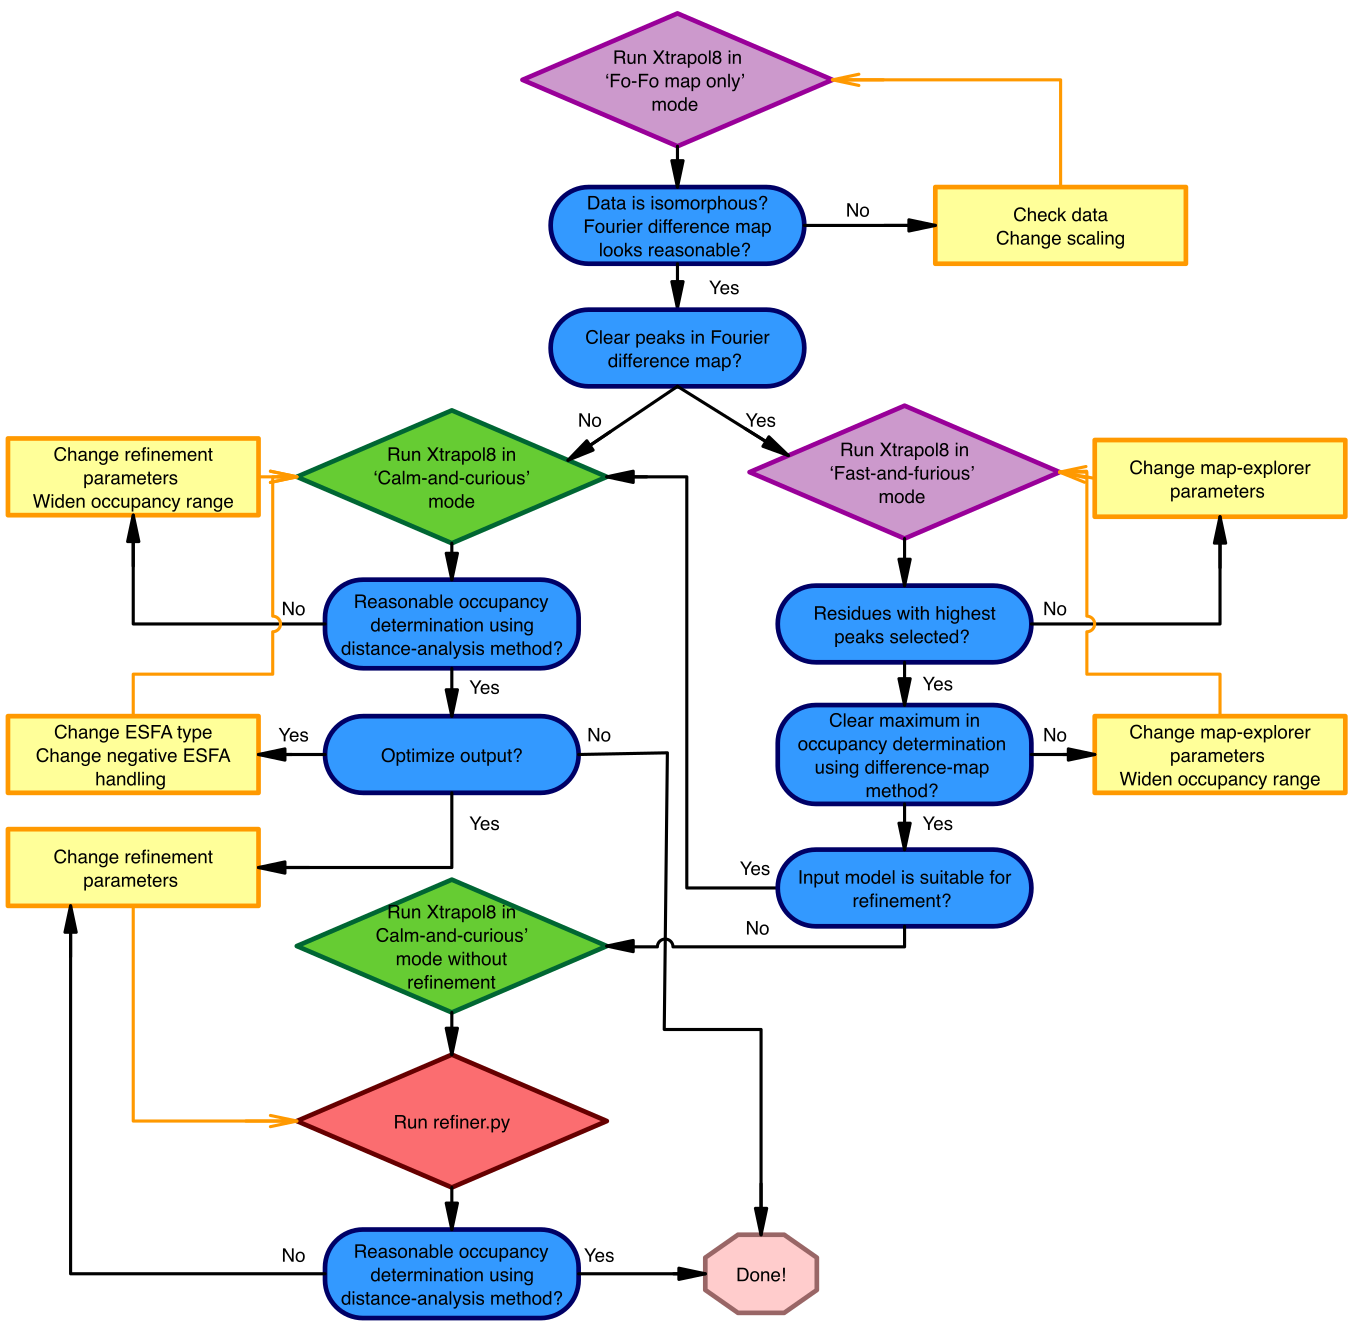 Run Xtrapol8 in
‘Fo-Fo map only’
mode
Data is isomorphous?
Fourier difference map
looks reasonable?
No
Check data
Change scaling
Yes
Clear peaks in Fourier
difference map?
No
Yes
Change refinement
parameters
Widen occupancy range
Run Xtrapol8 in
‘Calm-and-curious’
mode
Run Xtrapol8 in
‘Fast-and-furious’
mode
Change map-explorer
parameters
No
Reasonable occupancy
determination using
distance-analysis method?
Residues with highest
peaks selected?
No
Yes
Yes
Change ESFA type
Change negative ESFA
handling
Yes
Optimize output?
No
Clear maximum in
occupancy determination
using difference-map
method?
No
Change map-explorer
parameters
Widen occupancy range
Yes
Yes
Change refinement
parameters
Yes
Input model is suitable for
refinement?
No
Run Xtrapol8 in
Calm-and-curious’
mode without
refinement
Run refiner.py
No
Reasonable occupancy
determination using
distance-analysis method?
Yes
Done!